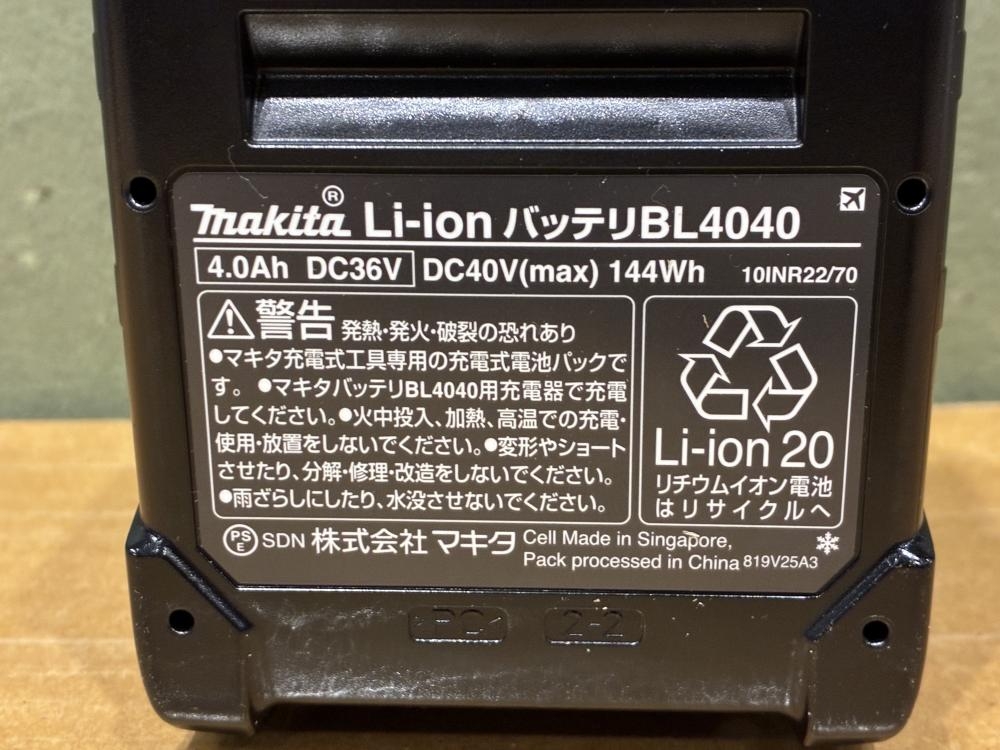 makita® Li-ion バッテリBL4040
4.0Ah DC36V DC40V(max) 144Wh 10INR22/70
警告 発熱・発火・破裂の恐れあり
●マキタ充電式工具専用の充電式電池パックで
す。●マキタバッテリBL4040用充電器で充電
してください。●火中投入、加熱、高温での充電・
使用・放置をしないでください。●変形やショート
させたり、分解・修理・改造をしないでください。
●雨ざらしにしたり、水没させないでください。
Li-ion 20
リチウムイオン電池
はリサイクルへ
PS
E
SDN 株式会社 マキタ
Cell Made in Singapore,
Pack processed in China 819V25A3
>PC< 2-2